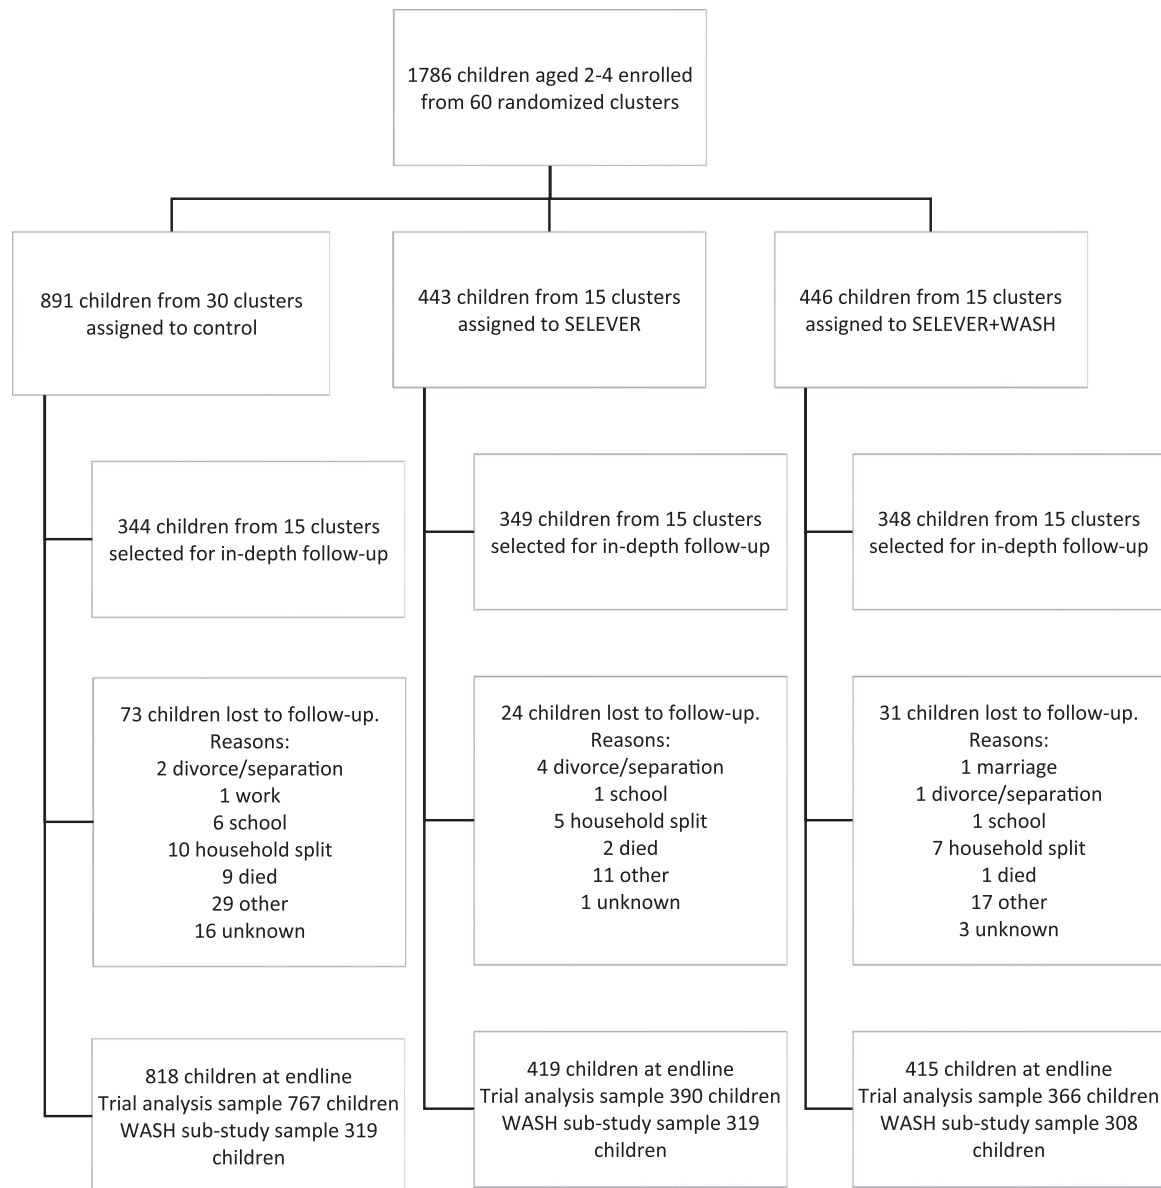 1786 children aged 2-4 enrolled
from 60 randomized clusters
891 children from 30 clusters
assigned to control
443 children from 15 clusters
assigned to SELEVER
446 children from 15 clusters
assigned to SELEVER+WASH
344 children from 15 clusters
selected for in-depth follow-up
349 children from 15 clusters
selected for in-depth follow-up
348 children from 15 clusters
selected for in-depth follow-up
73 children lost to follow-up.
Reasons:
2 divorce/separation
1 work
6 school
10 household split
9 died
29 other
16 unknown
24 children lost to follow-up.
Reasons:
4 divorce/separation
1 school
5 household split
2 died
11 other
1 unknown
31 children lost to follow-up.
Reasons:
1 marriage
1 divorce/separation
1 school
7 household split
1 died
17 other
3 unknown
818 children at endline
Trial analysis sample 767 children
WASH sub-study sample 319
children
419 children at endline
Trial analysis sample 390 children
WASH sub-study sample 319
children
415 children at endline
Trial analysis sample 366 children
WASH sub-study sample 308
children